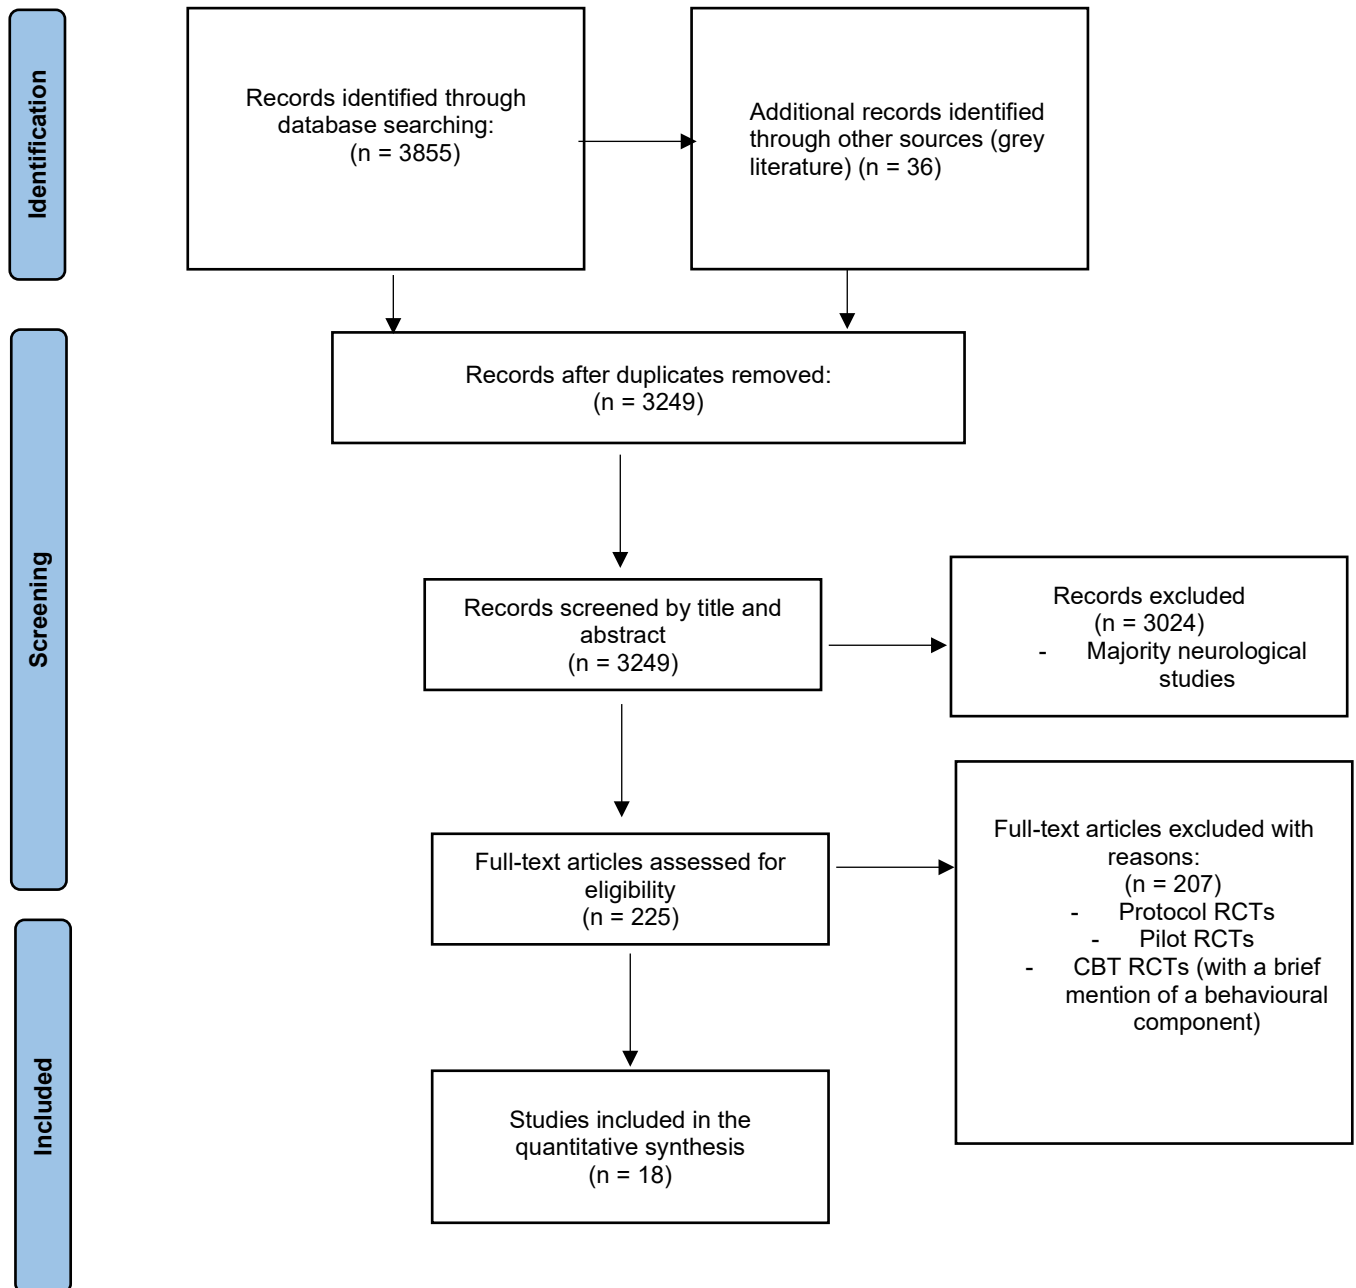 Identification
Records identified through
database searching:
(n = 3855)
Additional records identified
through other sources (grey
literature) (n = 36)
Screening
Records after duplicates removed:
(n = 3249)
Records screened by title and
abstract
(n = 3249)
Records excluded
(n = 3024)
- Majority neurological
studies
Full-text articles assessed for
eligibility
(n = 225)
Full-text articles excluded with
reasons:
(n = 207)
- Protocol RCTs
- Pilot RCTs
- CBT RCTs (with a brief
mention of a behavioural
component)
Included
Studies included in the
quantitative synthesis
(n = 18)